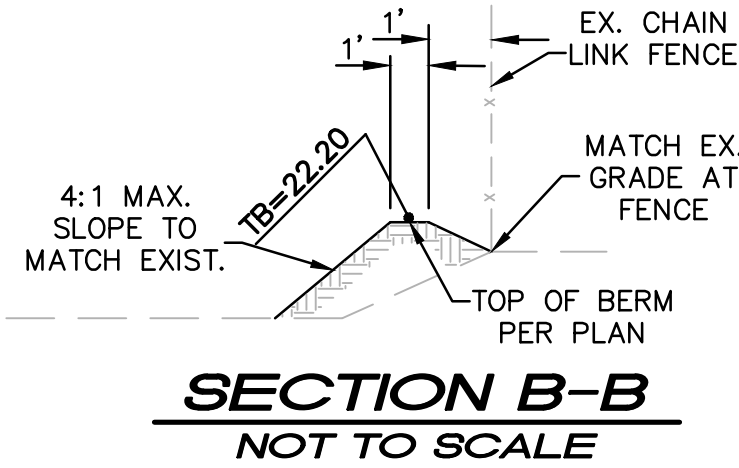 1'
1'
EX. CHAIN
LINK FENCE
x
x
TB=22.20
MATCH EX.
GRADE AT
FENCE
4:1 MAX.
SLOPE TO
MATCH EXIST.
TOP OF BERM
PER PLAN
SECTION B-B
NOT TO SCALE